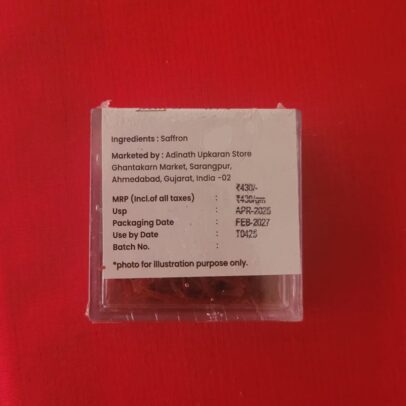 Ingredients : Saffron
Marketed by : Adinath Upkaran Store
Ghantakarn Market, Sarangpur,
Ahmedabad, Gujarat, India -02
₹430/-
MRP (Incl.of all taxes) : ₹430/gm
Usp : APR-2025
Packaging Date : FEB-2027
Use by Date : T0425
Batch No. :
*photo for illustration purpose only.